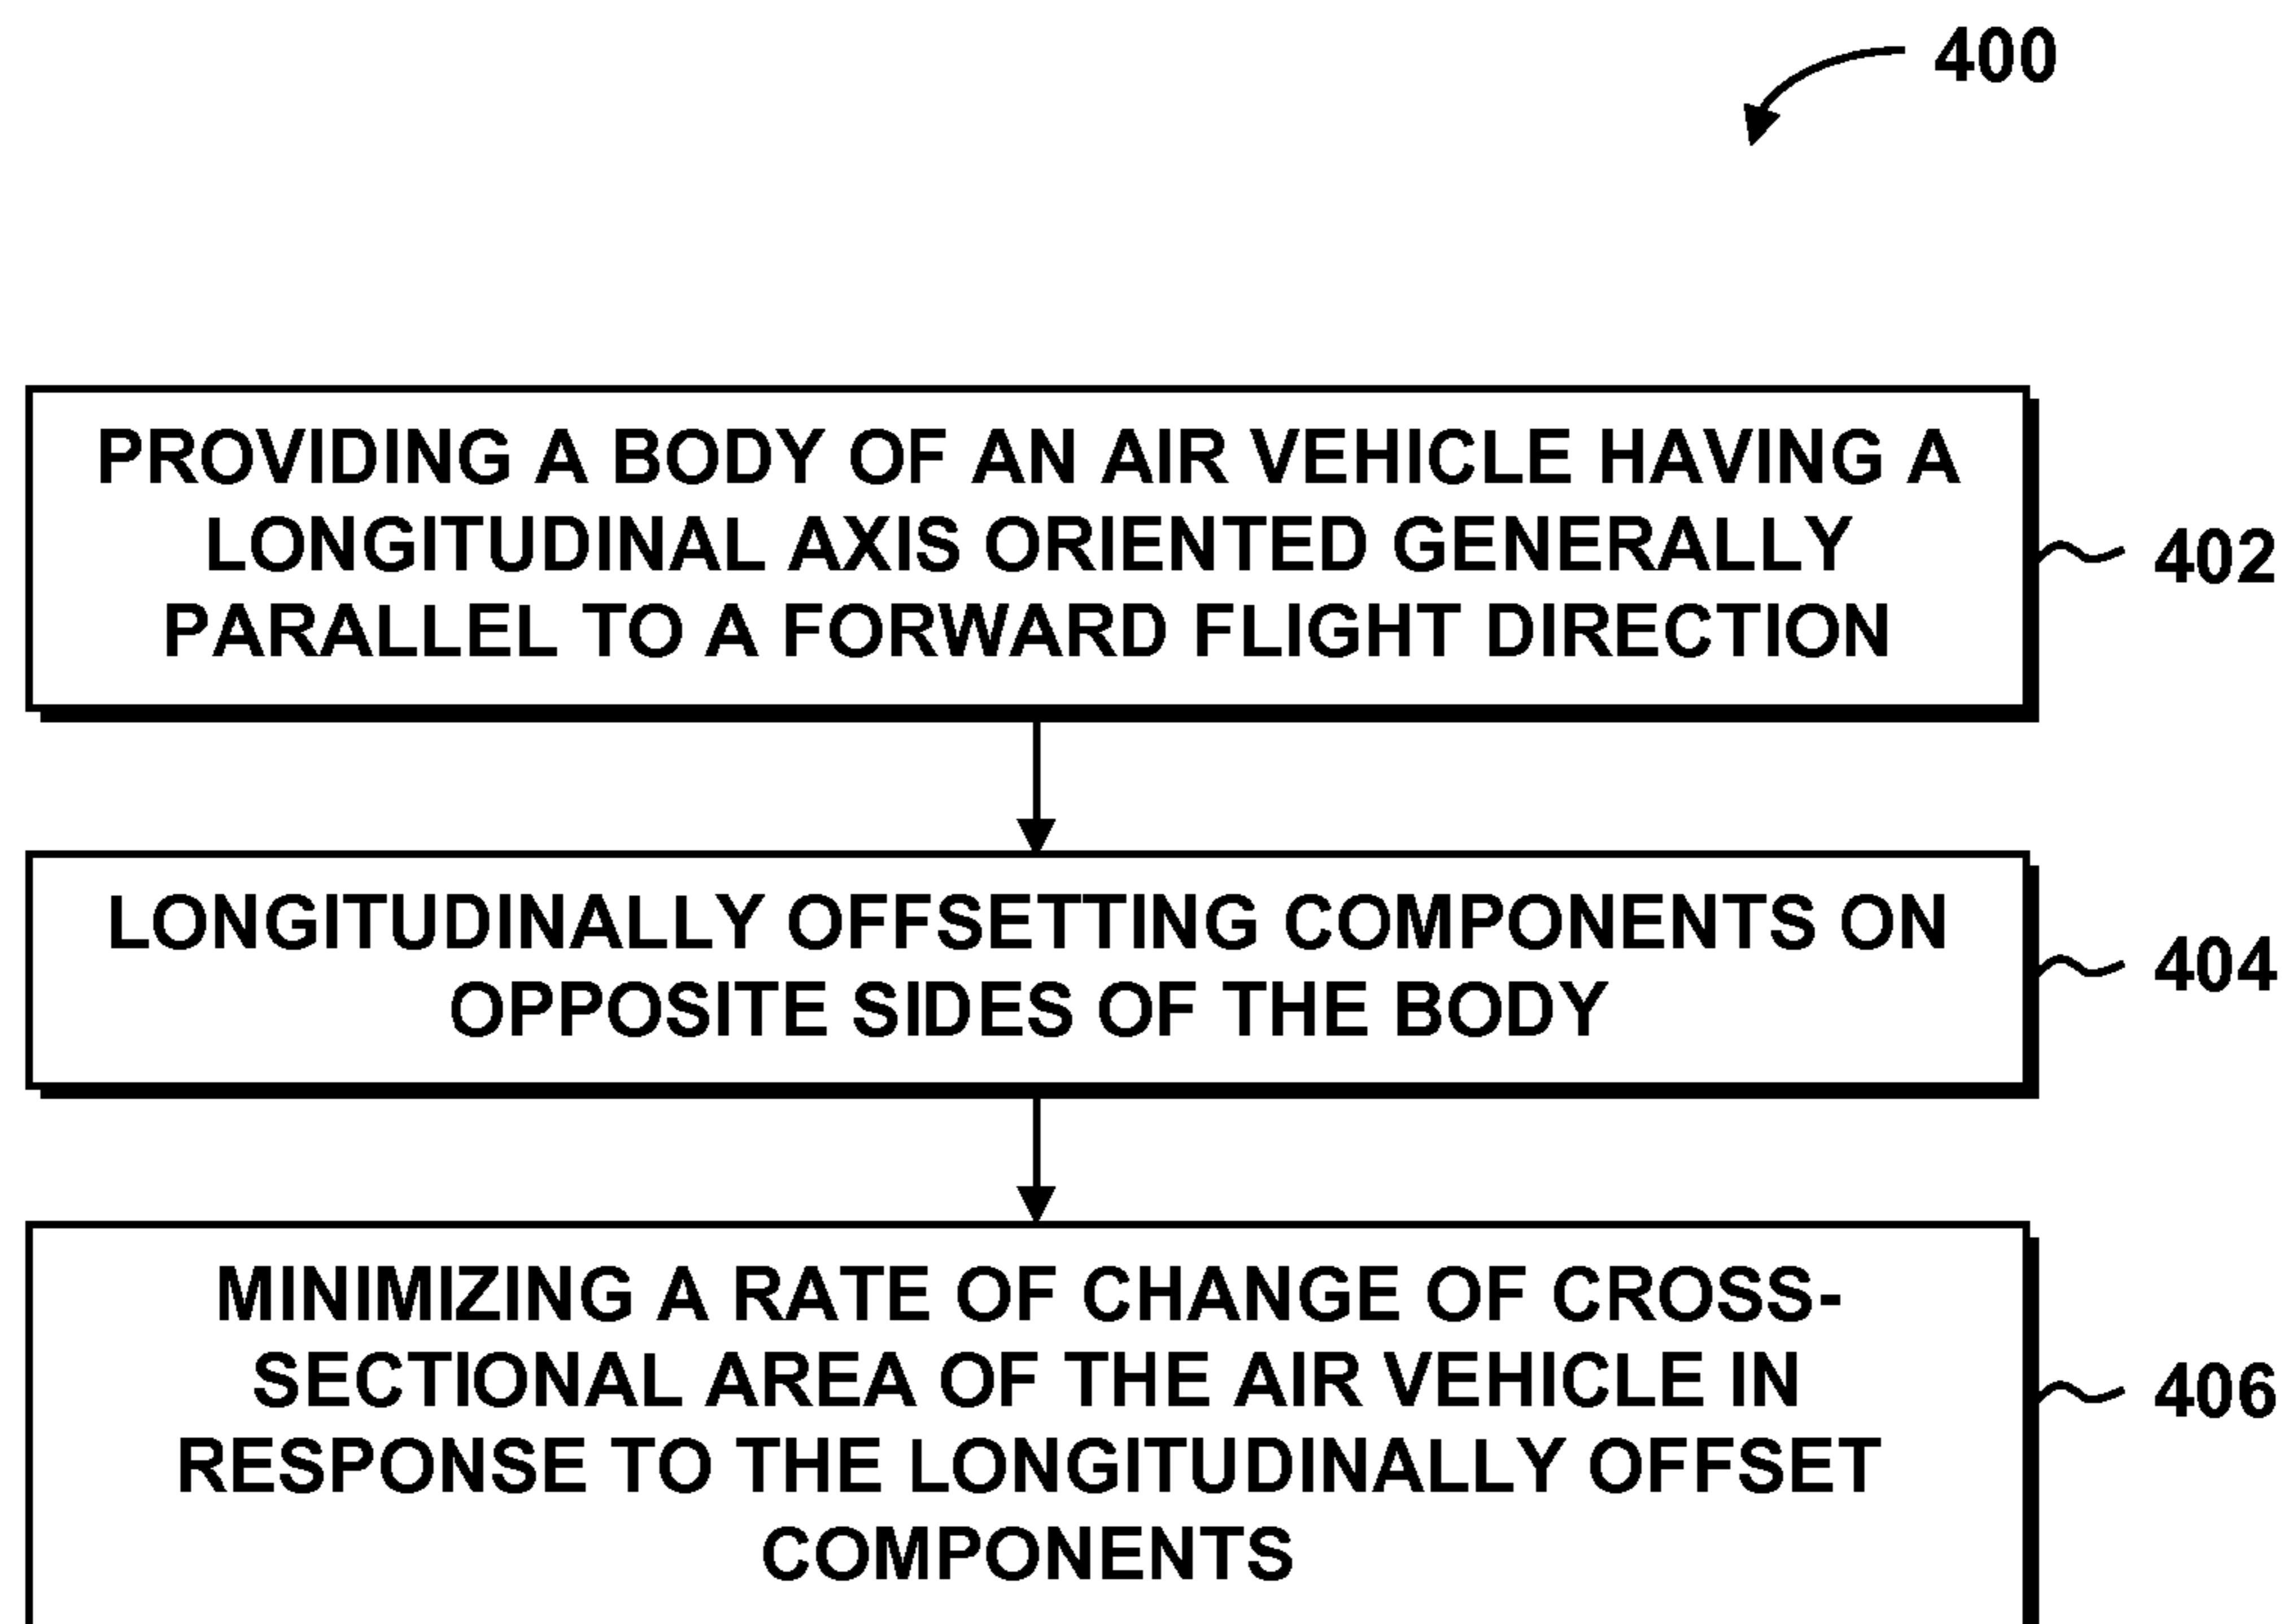 400
PROVIDING A BODY OF AN AIR VEHICLE HAVING A
LONGITUDINAL AXIS ORIENTED GENERALLY
PARALLEL TO A FORWARD FLIGHT DIRECTION
402
LONGITUDINALLY OFFSETTING COMPONENTS ON
OPPOSITE SIDES OF THE BODY
404
MINIMIZING A RATE OF CHANGE OF CROSS-
SECTIONAL AREA OF THE AIR VEHICLE IN
RESPONSE TO THE LONGITUDINALLY OFFSET
COMPONENTS
406